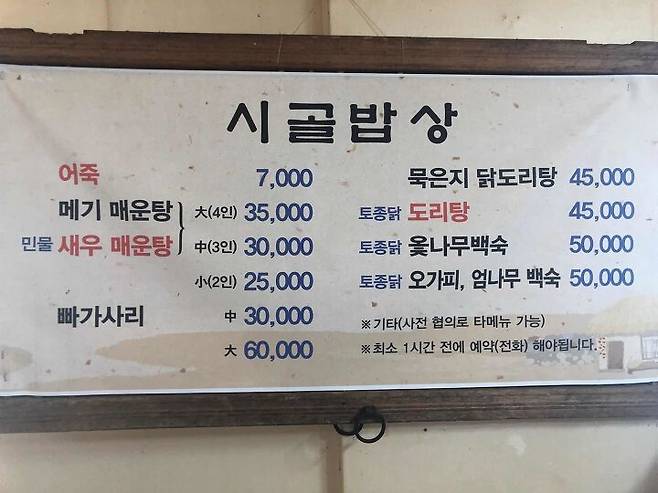 시골밥상
어죽 7,000
메기 매운탕 大(4인) 35,000
민물 새우 매운탕 中(3인) 30,000
小(2인) 25,000
빠가사리 中 30,000
大 60,000
묵은지 닭도리탕 45,000
토종닭 도리탕 45,000
토종닭 옻나무백숙 50,000
토종닭 오가피, 엄나무 백숙 50,000
※기타(사전 협의로 타메뉴 가능)
※최소 1시간 전에 예약(전화) 해야됩니다.